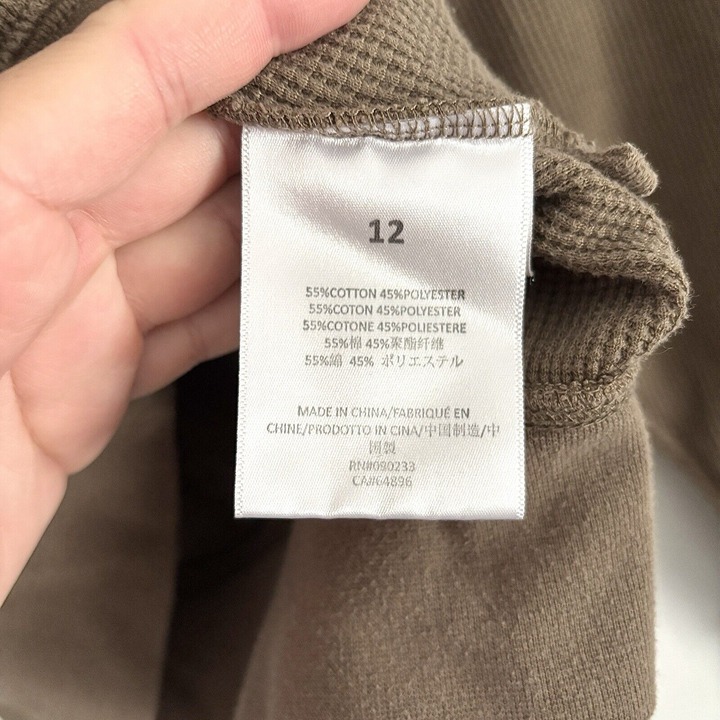 12
55%COTTON 45%POLYESTER
55%COTON 45%POLYESTER
55%COTONE 45%POLIESTERE
55%棉 45%聚酯纤维
55%綿 45% ポリエステル
MADE IN CHINA/FABRIQUÉ EN
CHINE/PRODOTTO IN CINA/中国制造/中
国製
RN#090233
CA#64896